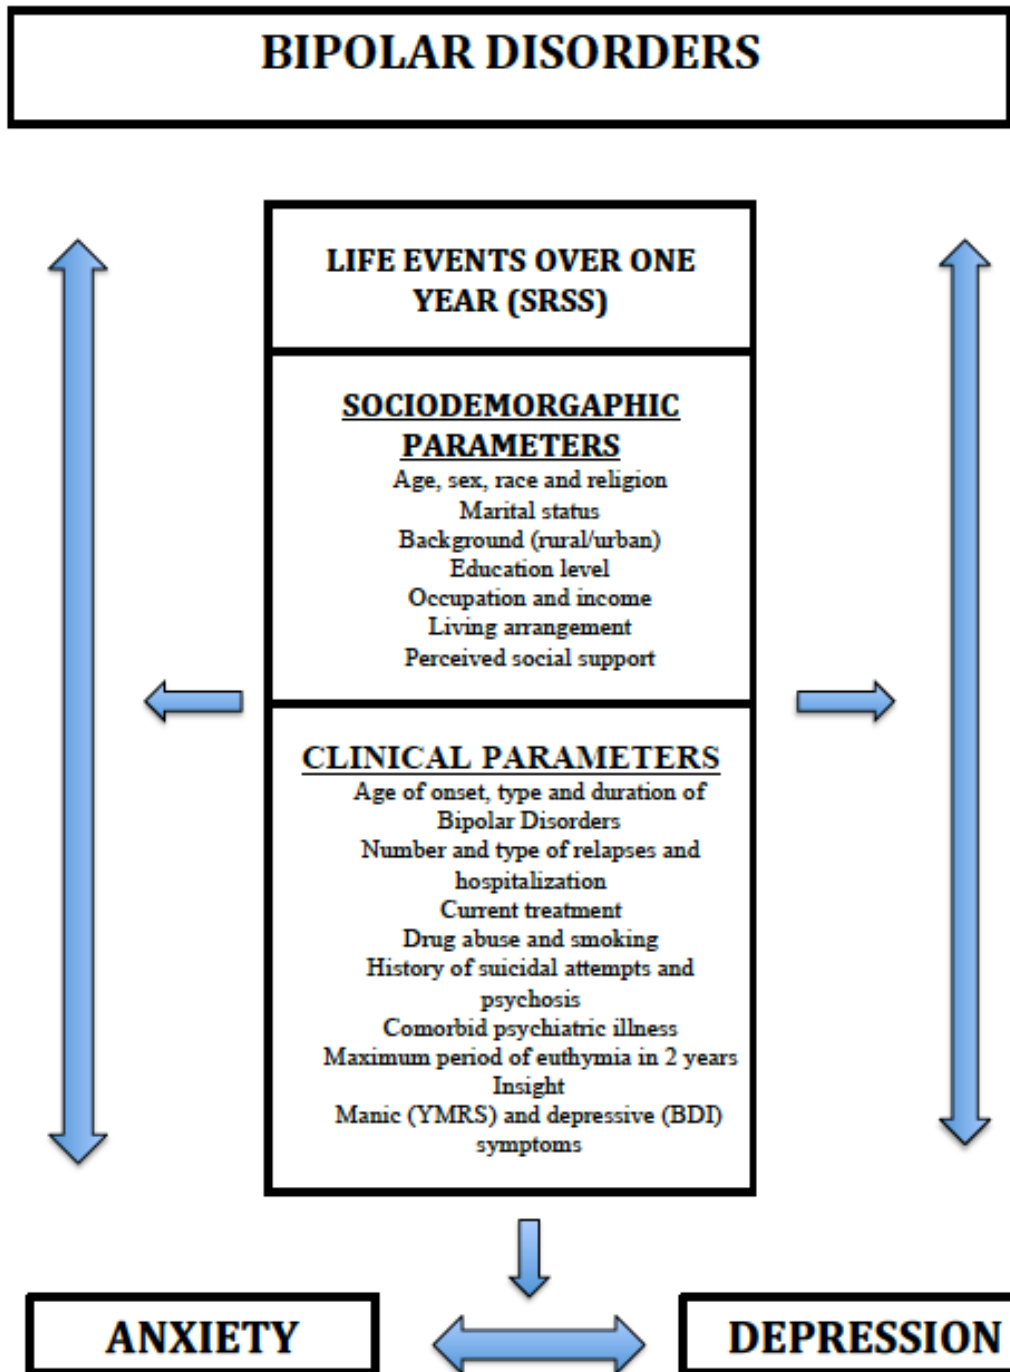 BIPOLAR DISORDERS
LIFE EVENTS OVER ONE
YEAR (SRSS)
SOCIODEMORGAPHIC
PARAMETERS
Age, sex, race and religion
Marital status
Background (rural/urban)
Education level
Occupation and income
Living arrangement
Perceived social support
CLINICAL PARAMETERS
Age of onset, type and duration of
Bipolar Disorders
Number and type of relapses and
hospitalization
Current treatment
Drug abuse and smoking
History of suicidal attempts and
psychosis
Comorbid psychiatric illness
Maximum period of euthymia in 2 years
Insight
Manic (YMRS) and depressive (BDI)
symptoms
ANXIETY
DEPRESSION